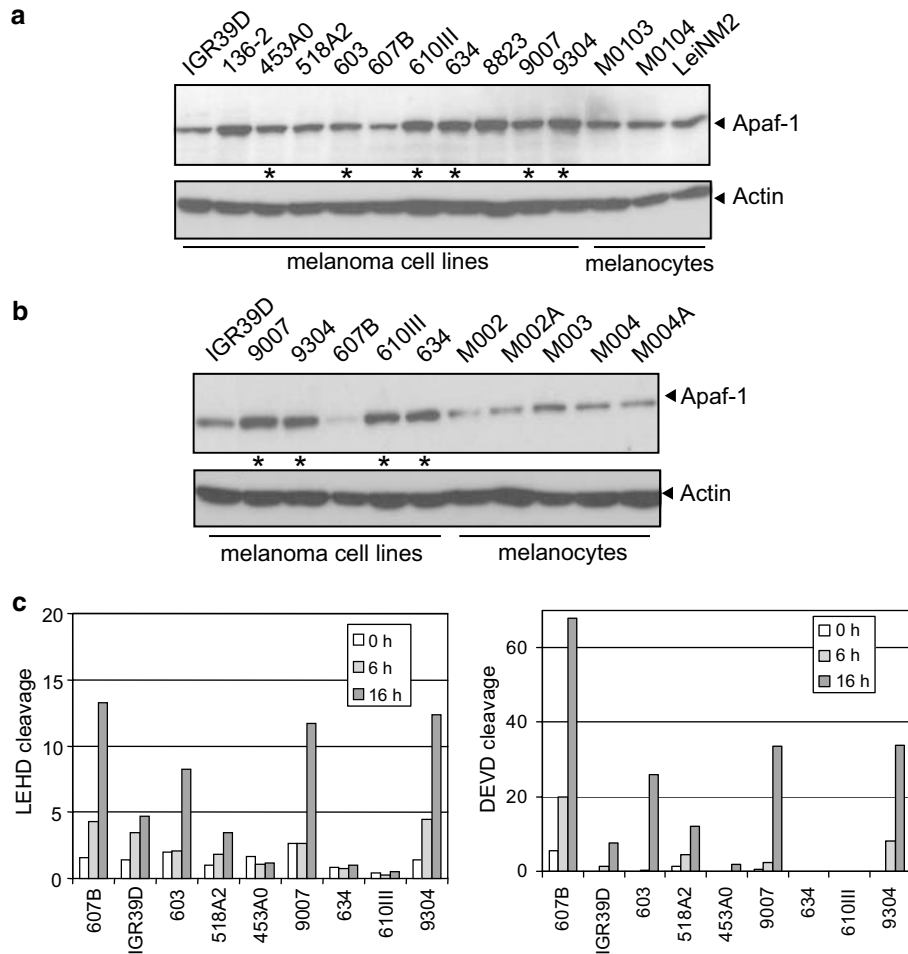 a
IGR39D 136-2 453A0 518A2 603 607B 610III 634 8823 9007 9304 M0103 M0104 LeiNM2
◄ Apaf-1
* * * * * *
◄ Actin
melanoma cell lines melanocytes
b
IGR39D 9007 9304 607B 610III 634 M002 M002A M003 M004 M004A
◄ Apaf-1
* * * *
◄ Actin
melanoma cell lines melanocytes
c
LEHD cleavage
20
15
10
5
0
0 h
6 h
16 h
607B IGR39D 603 518A2 453A0 9007 634 610III 9304
DEVD cleavage
60
40
20
0
0 h
6 h
16 h
607B IGR39D 603 518A2 453A0 9007 634 610III 9304